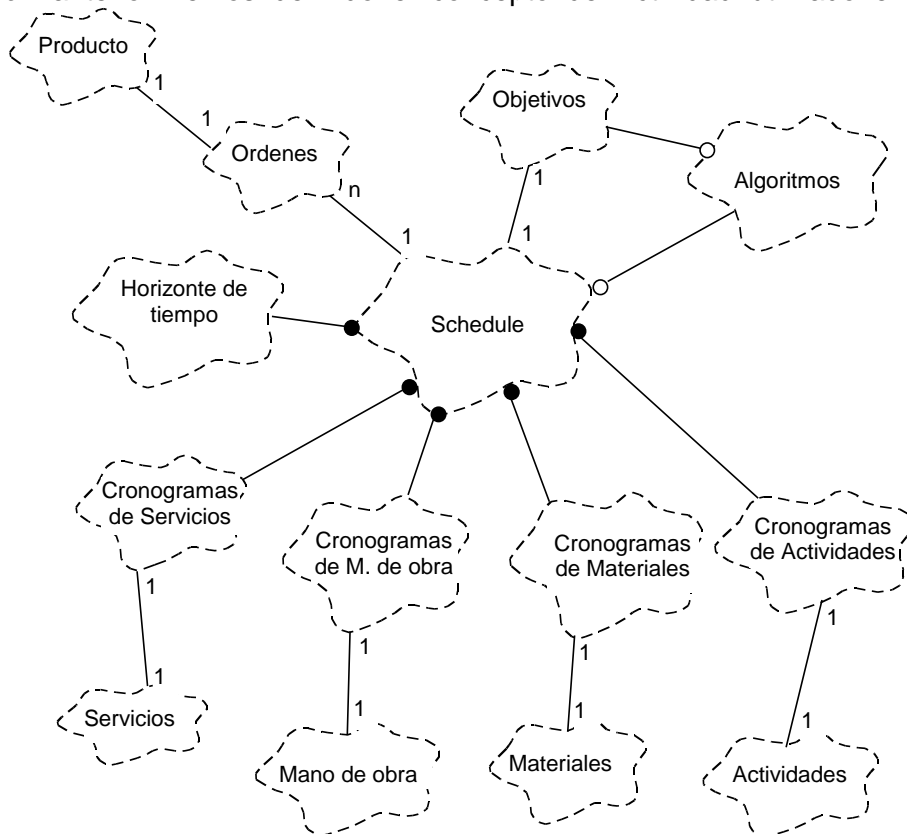 Producto
1
1
Ordenes
n
1
Objetivos
1
1
Algoritmos
Horizonte de
tiempo
Schedule
Cronogramas
de Servicios
1
1
Servicios
Cronogramas
de M. de obra
1
1
Mano de obra
Cronogramas
de Materiales
1
1
Materiales
Cronogramas
de Actividades
1
1
Actividades